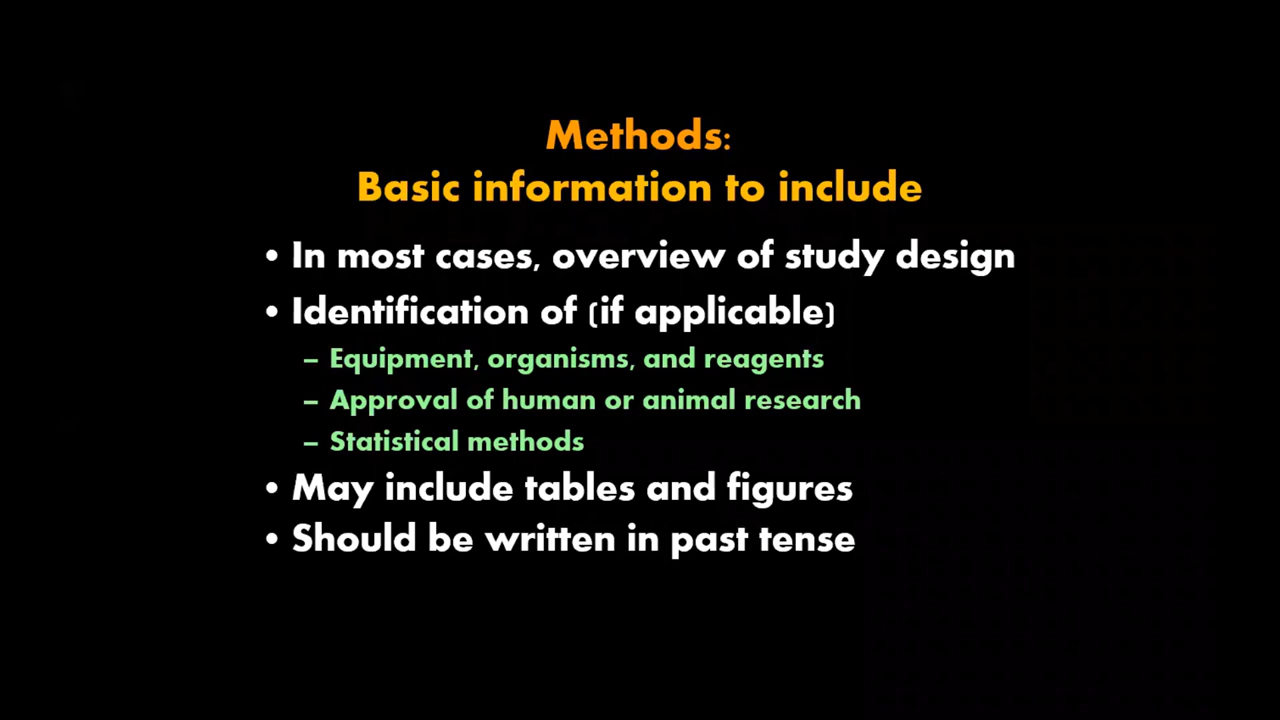 Methods:
Basic information to include
• In most cases, overview of study design
• Identification of (if applicable)
– Equipment, organisms, and reagents
– Approval of human or animal research
– Statistical methods
• May include tables and figures
• Should be written in past tense